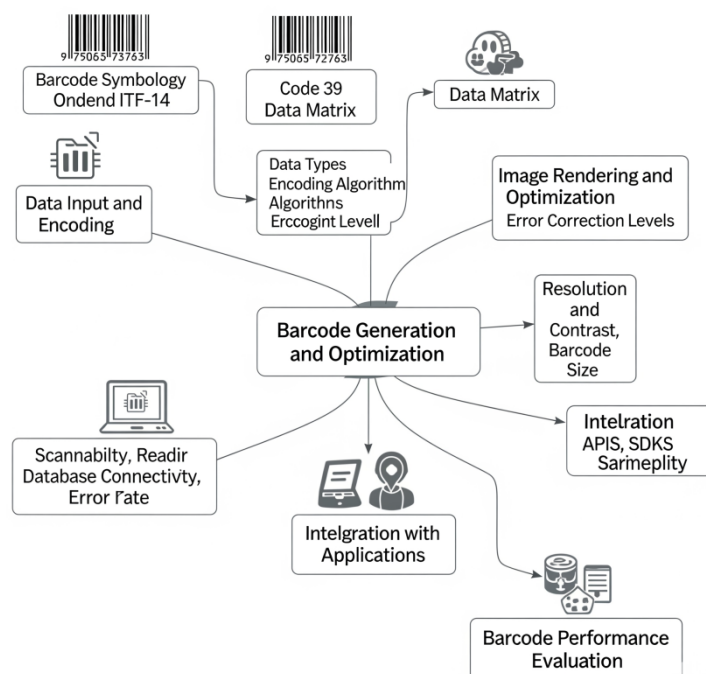 9 75065 73763
9 75065 72763
Barcode Symbology
Ondend ITF-14
Code 39
Data Matrix
Data Matrix
Data Types
Encoding Algorithm
Algorithns
Erccogint Levell
Image Rendering and
Optimization
Error Correction Levels
Data Input and
Encoding
Barcode Generation
and Optimization
Resolution
and
Contrast,
Barcode
Size
Intelration
APIS, SDKS
Sarimeplity
Scannabilty, Readir
Database Connectivty,
Error Fate
Intelgration with
Applications
Barcode Performance
Evaluation